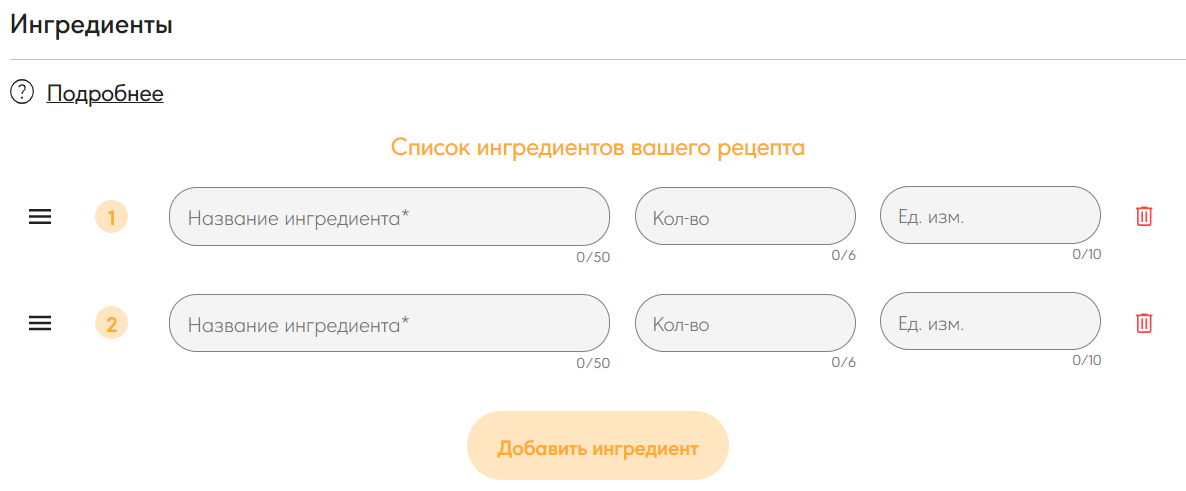 Ингредиенты
? Подробнее
Список ингредиентов вашего рецепта
1 Название ингредиента* Кол-во Ед. изм.
0/50 0/6 0/10
2 Название ингредиента* Кол-во Ед. изм.
0/50 0/6 0/10
Добавить ингредиент